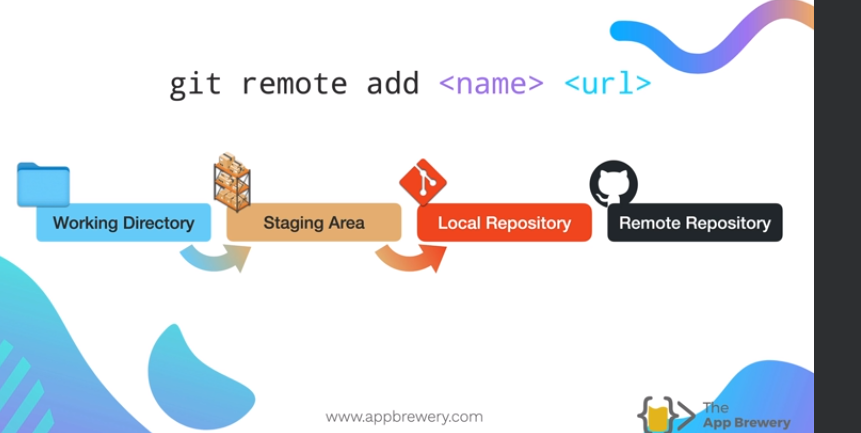 git remote add <name> <url>
Working Directory
Staging Area
Local Repository
Remote Repository
www.appbrewery.com
The
App Brewery